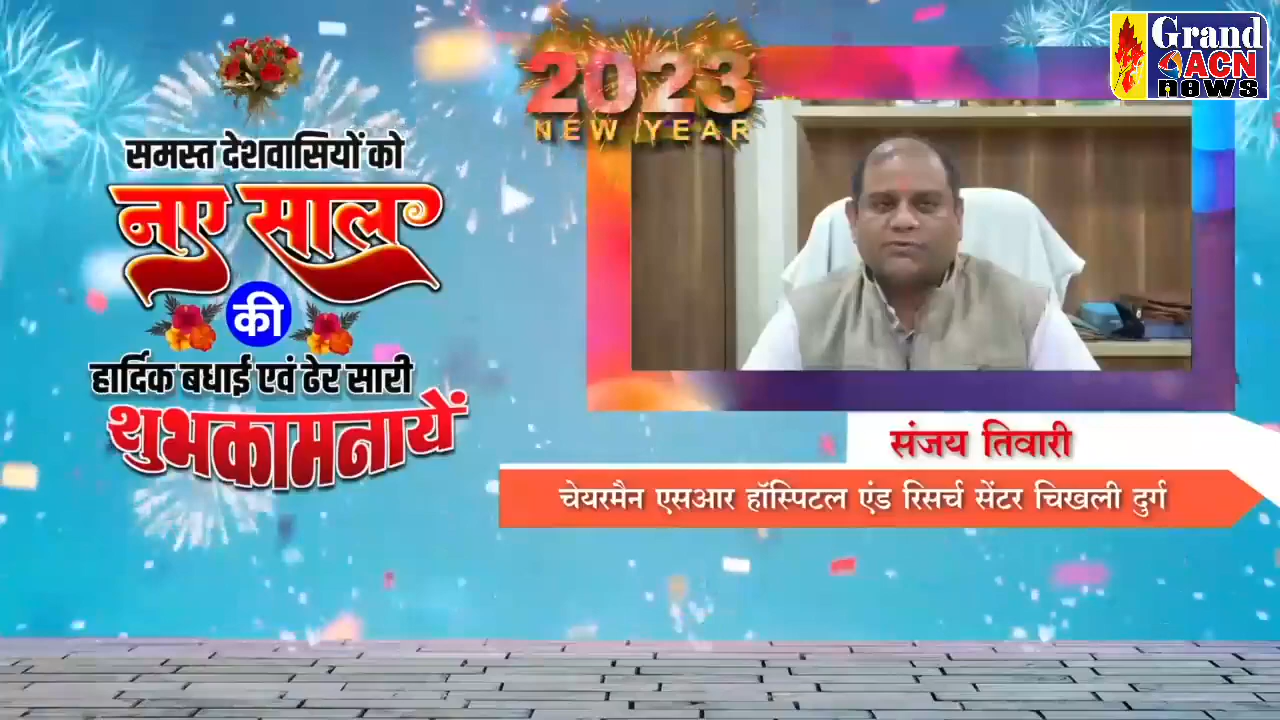 समस्त देशवासियों को
नए साल
की
हार्दिक बधाई एवं ढेर सारी
शुभकामनायें
2023
NEW YEAR
Grand
ACN
news
संजय तिवारी
चेयरमैन एसआर हॉस्पिटल एंड रिसर्च सेंटर चिखली दुर्ग